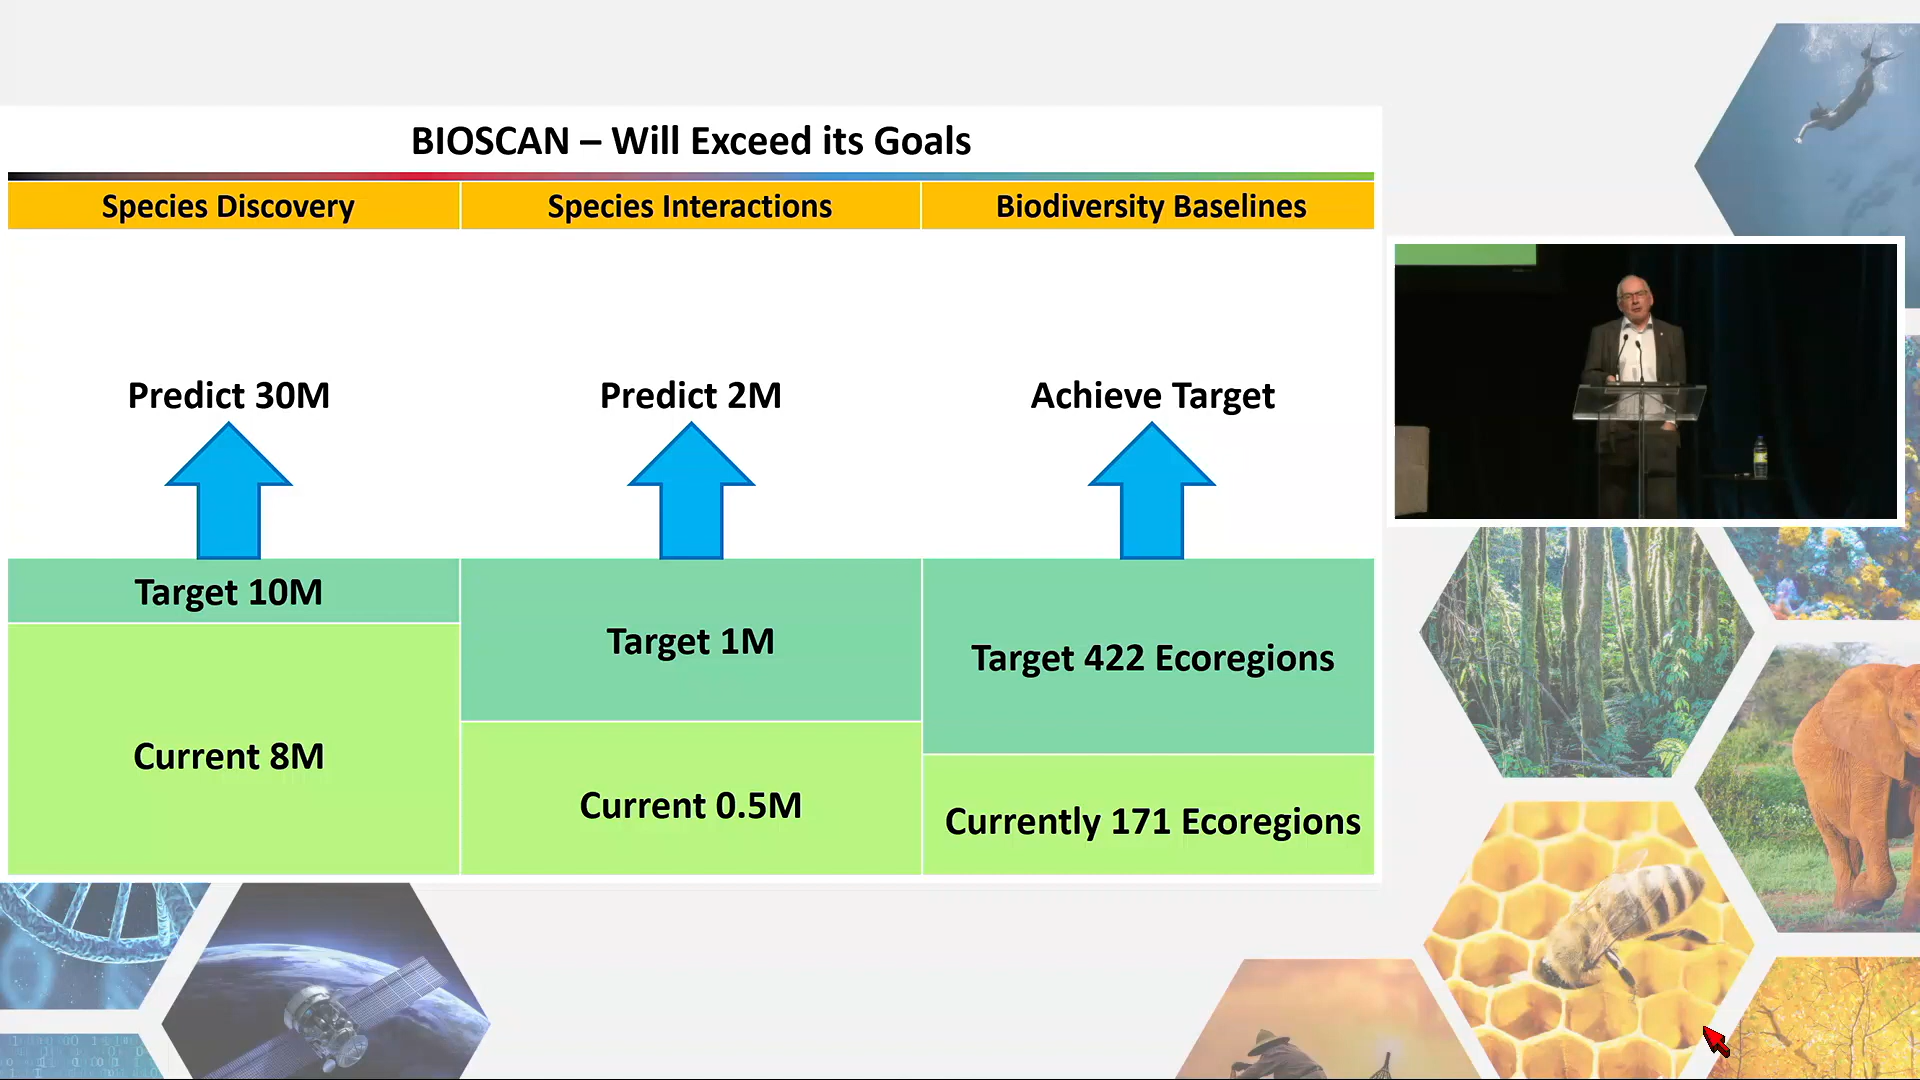 BIOSCAN – Will Exceed its Goals
Species Discovery
Species Interactions
Biodiversity Baselines
Predict 30M
Predict 2M
Achieve Target
Target 10M
Target 1M
Target 422 Ecoregions
Current 8M
Current 0.5M
Currently 171 Ecoregions